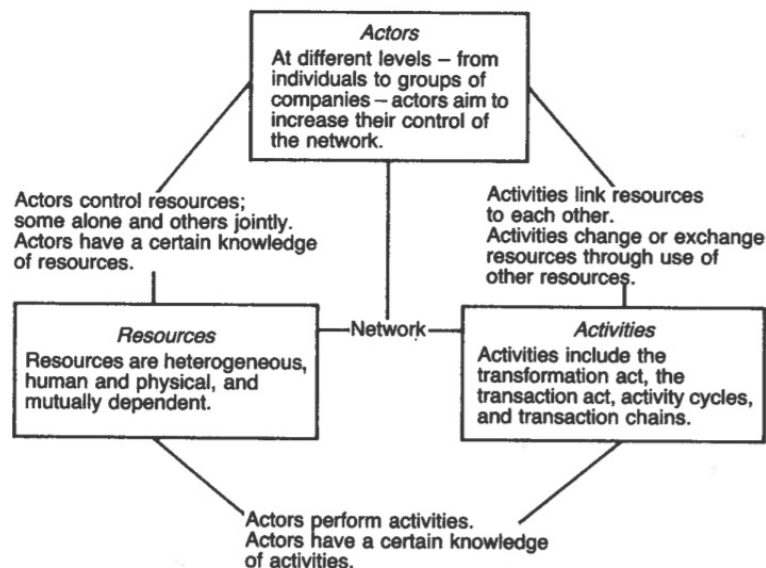 Actors
At different levels – from
individuals to groups of
companies – actors aim to
increase their control of
the network.
Actors control resources;
some alone and others jointly.
Actors have a certain knowledge
of resources.
Activities link resources
to each other.
Activities change or exchange
resources through use of
other resources.
Resources
Resources are heterogeneous,
human and physical, and
mutually dependent.
Network
Activities
Activities include the
transformation act, the
transaction act, activity cycles,
and transaction chains.
Actors perform activities.
Actors have a certain knowledge
of activities.